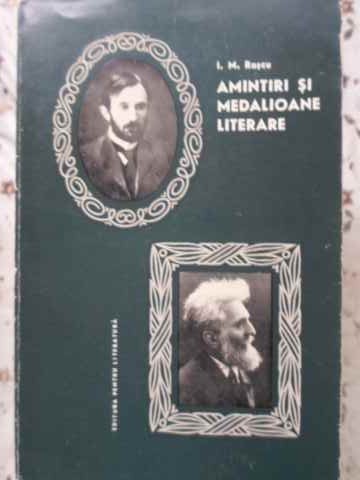 I. M. Rașcu
AMINTIRI ȘI
MEDALIOANE
LITERARE
EDITURA PENTRU LITERATURĂ